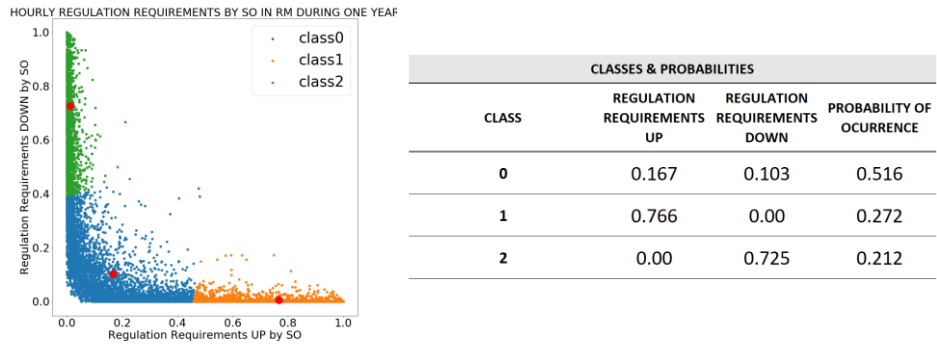 HOURLY REGULATION REQUIREMENTS BY SO IN RM DURING ONE YEAR
1.0
0.8
0.6
0.4
0.2
0.0
Regulation Requirements DOWN by SO
class0
class1
class2
0.0 0.2 0.4 0.6 0.8 1.0
Regulation Requirements UP by SO
CLASSES & PROBABILITIES
CLASS
REGULATION
REQUIREMENTS
UP
REGULATION
REQUIREMENTS
DOWN
PROBABILITY OF
OCURRENCE
0 0.167 0.103 0.516
1 0.766 0.00 0.272
2 0.00 0.725 0.212